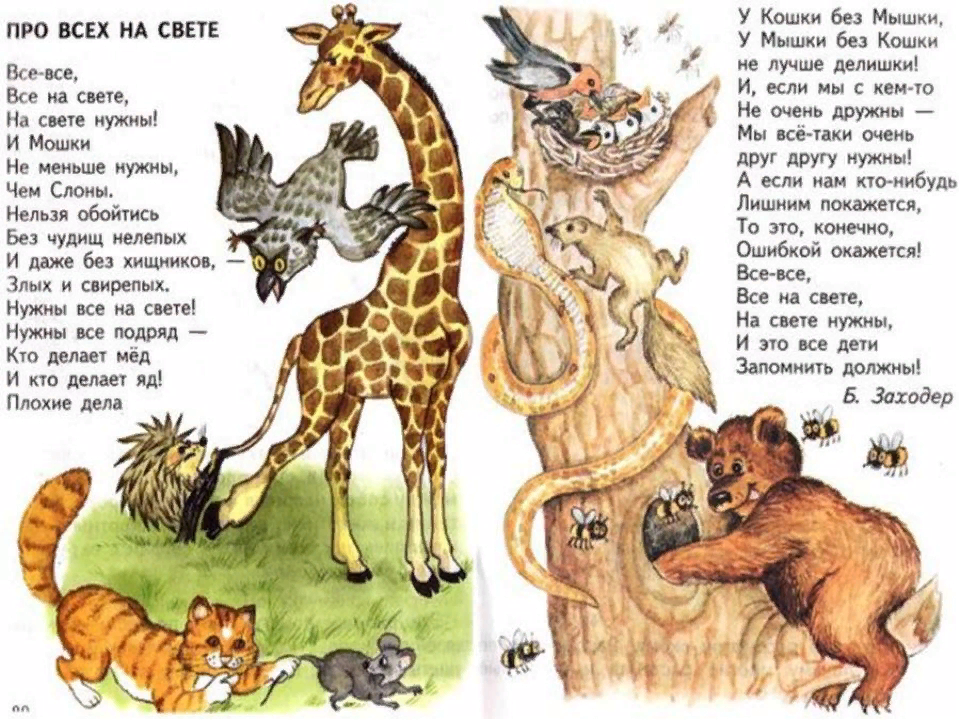 ПРО ВСЕХ НА СВЕТЕ
Все-все,
Все на свете,
На свете нужны!
И Мошки
Не меньше нужны,
Чем Слоны.
Нельзя обойтись
Без чудищ нелепых
И даже без хищников, —
Злых и свирепых.
Нужны все на свете!
Нужны все подряд —
Кто делает мёд
И кто делает яд!
Плохие дела
У Кошки без Мышки,
У Мышки без Кошки
не лучше делишки!
И, если мы с кем-то
Не очень дружны —
Мы всё-таки очень
друг другу нужны!
А если нам кто-нибудь
Лишним покажется,
То это, конечно,
Ошибкой окажется!
Все-все,
Все на свете,
На свете нужны,
И это все дети
Запомнить должны!
Б. Заходер